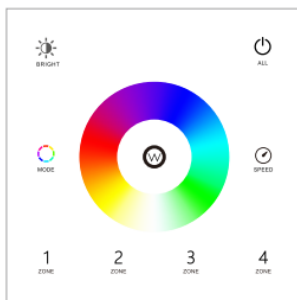 BRIGHT
ALL
W
MODE
SPEED
1 2 3 4
ZONE ZONE ZONE ZONE